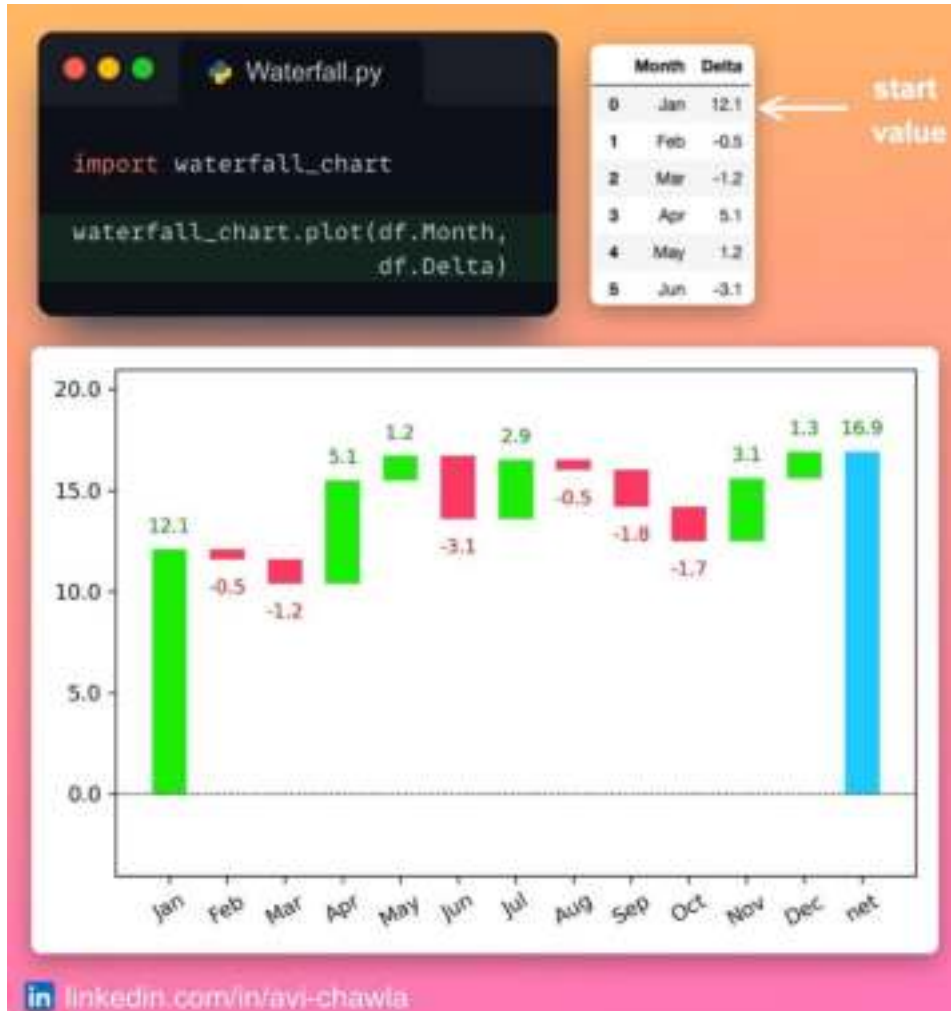 Waterfall.py
import waterfall_chart
waterfall_chart.plot(df.Month,
df.Delta)
Month Delta
0 Jan 12.1
1 Feb -0.5
2 Mar -1.2
3 Apr 5.1
4 May 1.2
5 Jun -3.1
start
value
20.0
15.0
10.0
5.0
0.0
12.1
-0.5
-1.2
5.1
1.2
-3.1
2.9
-0.5
-1.8
-1.7
3.1
1.3
16.9
Jan Feb Mar Apr May Jun Jul Aug Sep Oct Nov Dec net
in linkedin.com/in/avi-chawla